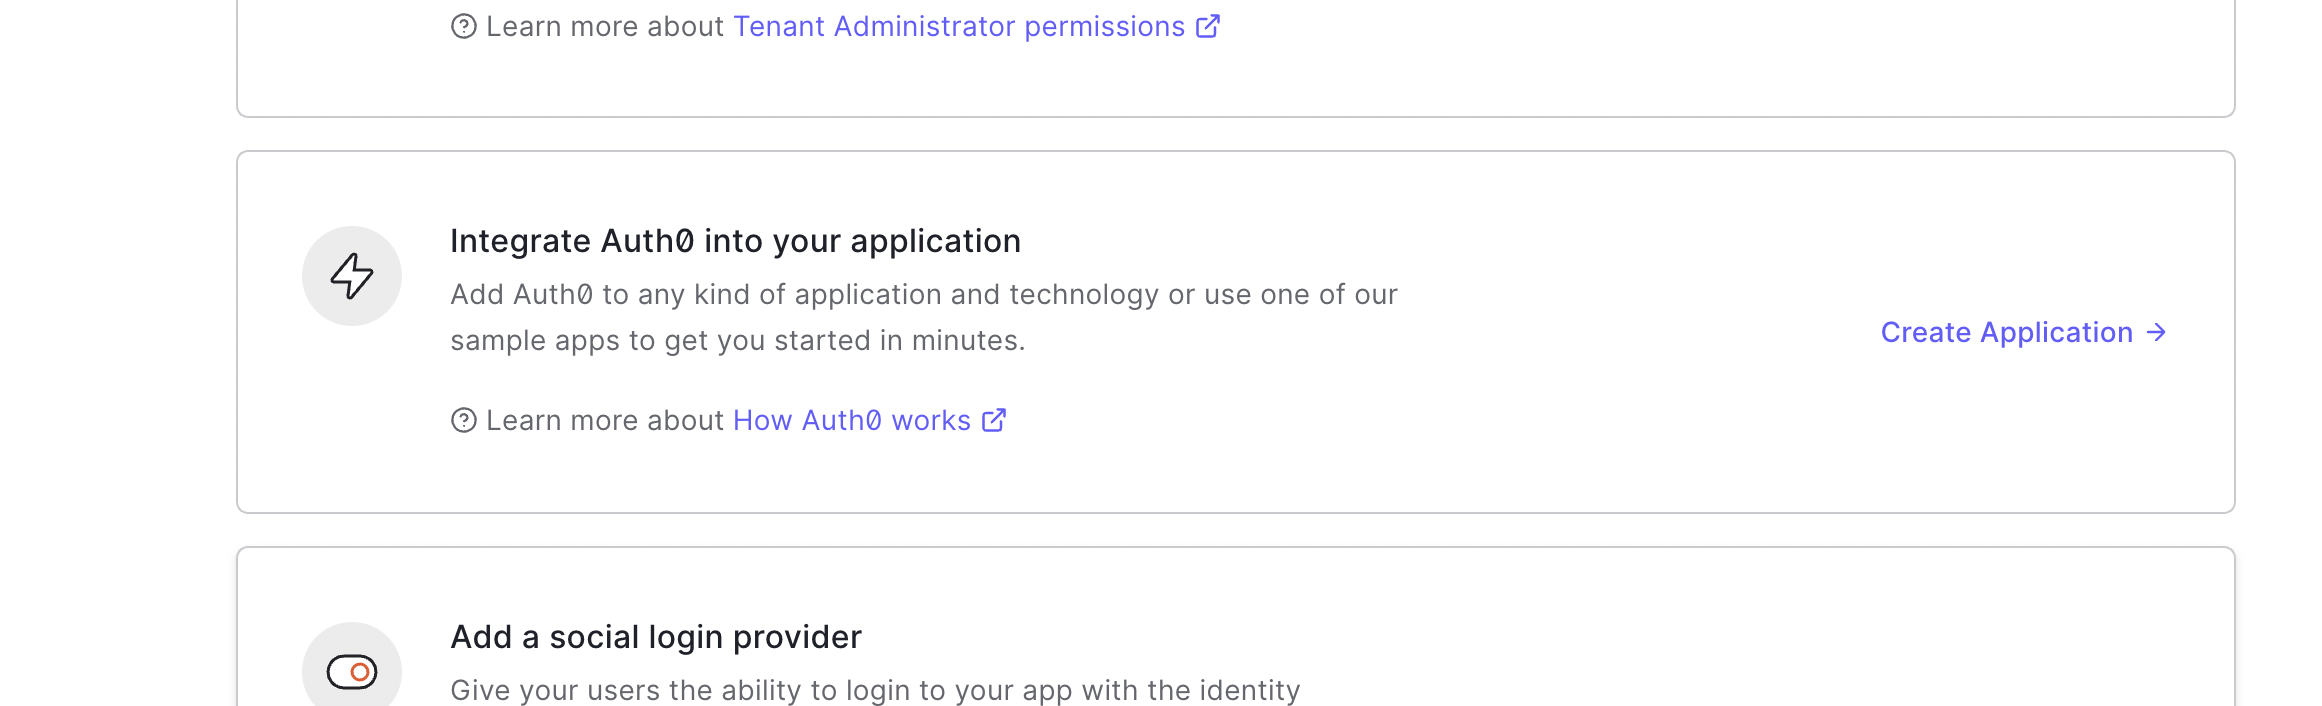 Learn more about Tenant Administrator permissions
Integrate Auth0 into your application
Add Auth0 to any kind of application and technology or use one of our
sample apps to get you started in minutes.
Create Application →
Learn more about How Auth0 works
Add a social login provider
Give your users the ability to login to your app with the identity